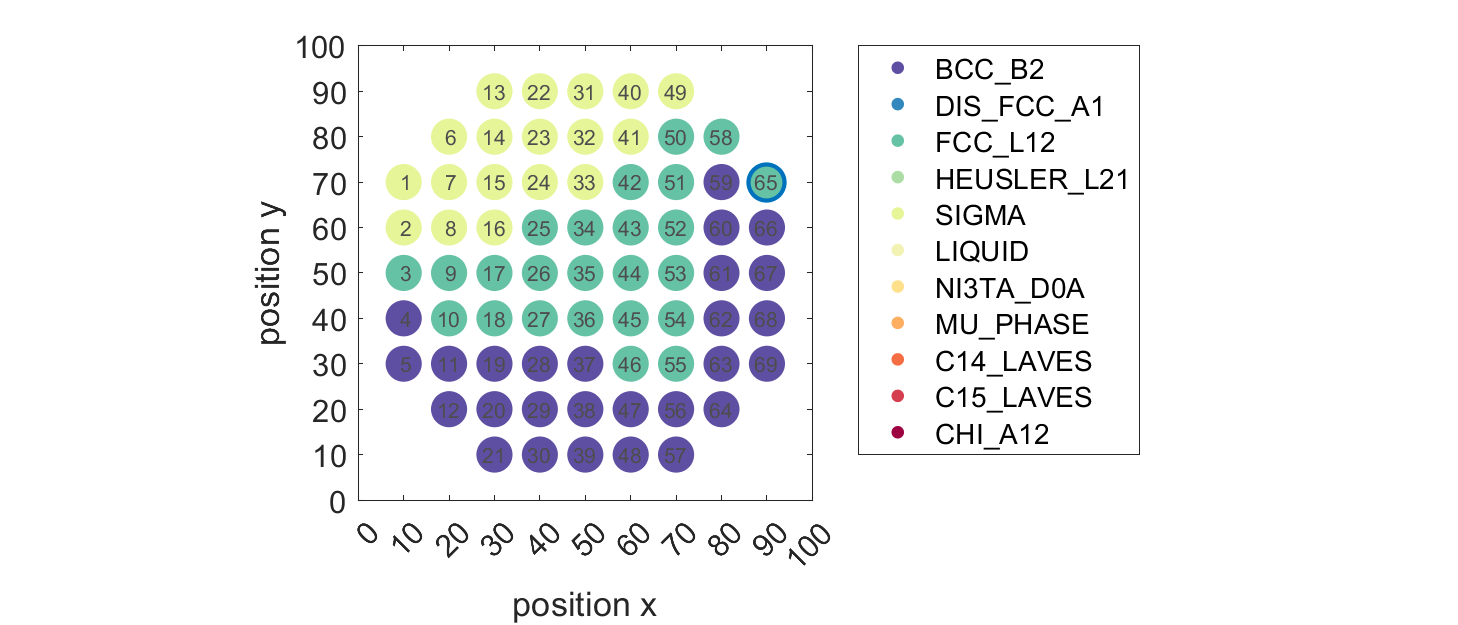 100
90
80
70
60
50
40
30
20
10
0
position y
13 22 31 40 49
6 14 23 32 41 50 58
1 7 15 24 33 42 51 59 65
2 8 16 25 34 43 52 60 66
3 9 17 26 35 44 53 61 67
4 10 18 27 36 45 54 62 68
5 11 19 28 37 46 55 63 69
12 20 29 38 47 56 64
21 30 39 48 57
0 10 20 30 40 50 60 70 80 90 100
position x
BCC_B2
DIS_FCC_A1
FCC_L12
HEUSLER_L21
SIGMA
LIQUID
NI3TA_D0A
MU_PHASE
C14_LAVES
C15_LAVES
CHI_A12